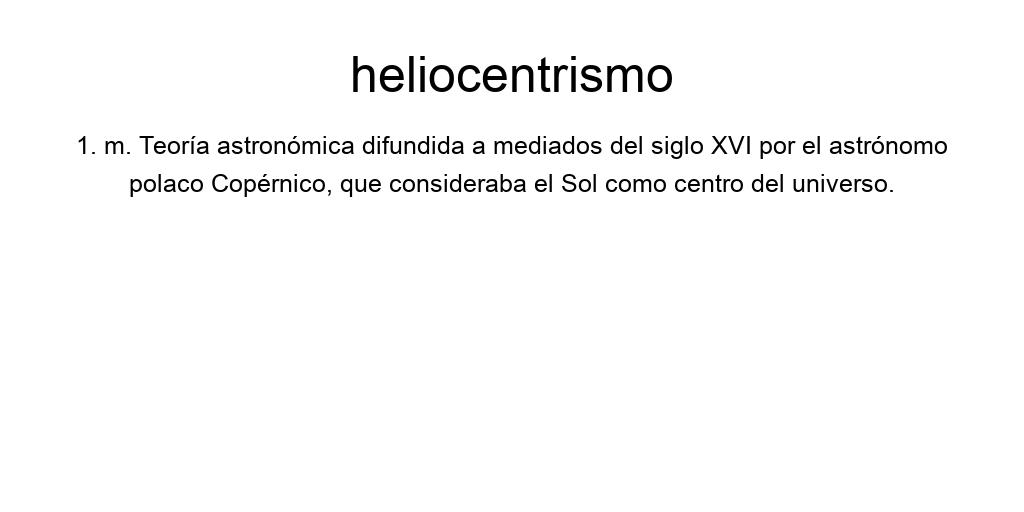 heliocentrismo
1. m. Teoría astronómica difundida a mediados del siglo XVI por el astrónomo
polaco Copérnico, que consideraba el Sol como centro del universo.